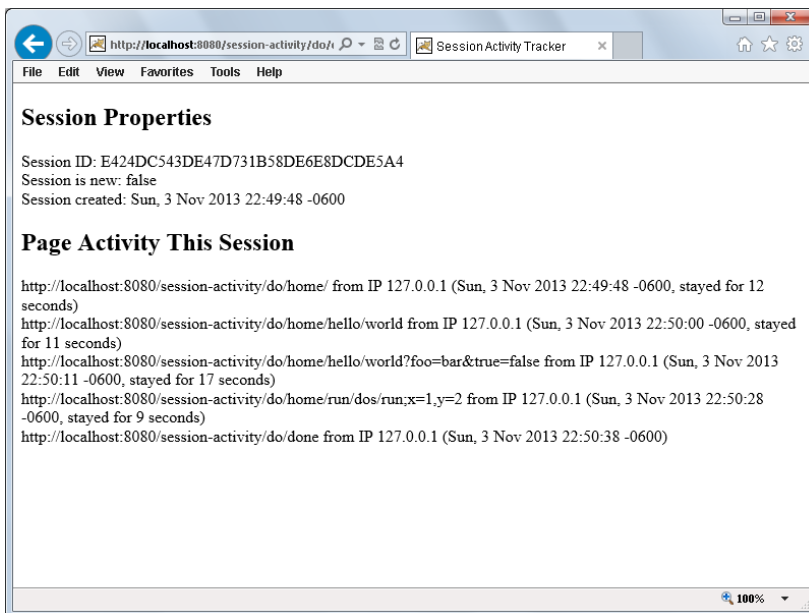 http://localhost:8080/session-activity/do/
Session Activity Tracker
File Edit View Favorites Tools Help
Session Properties
Session ID: E424DC543DE47D731B58DE6E8DCDE5A4
Session is new: false
Session created: Sun, 3 Nov 2013 22:49:48 -0600
Page Activity This Session
http://localhost:8080/session-activity/do/home/ from IP 127.0.0.1 (Sun, 3 Nov 2013 22:49:48 -0600, stayed for 12
seconds)
http://localhost:8080/session-activity/do/home/hello/world from IP 127.0.0.1 (Sun, 3 Nov 2013 22:50:00 -0600, stayed
for 11 seconds)
http://localhost:8080/session-activity/do/home/hello/world?foo=bar&true=false from IP 127.0.0.1 (Sun, 3 Nov 2013
22:50:11 -0600, stayed for 17 seconds)
http://localhost:8080/session-activity/do/home/run/dos/run;x=1,y=2 from IP 127.0.0.1 (Sun, 3 Nov 2013 22:50:28
-0600, stayed for 9 seconds)
http://localhost:8080/session-activity/do/done from IP 127.0.0.1 (Sun, 3 Nov 2013 22:50:38 -0600)
100%